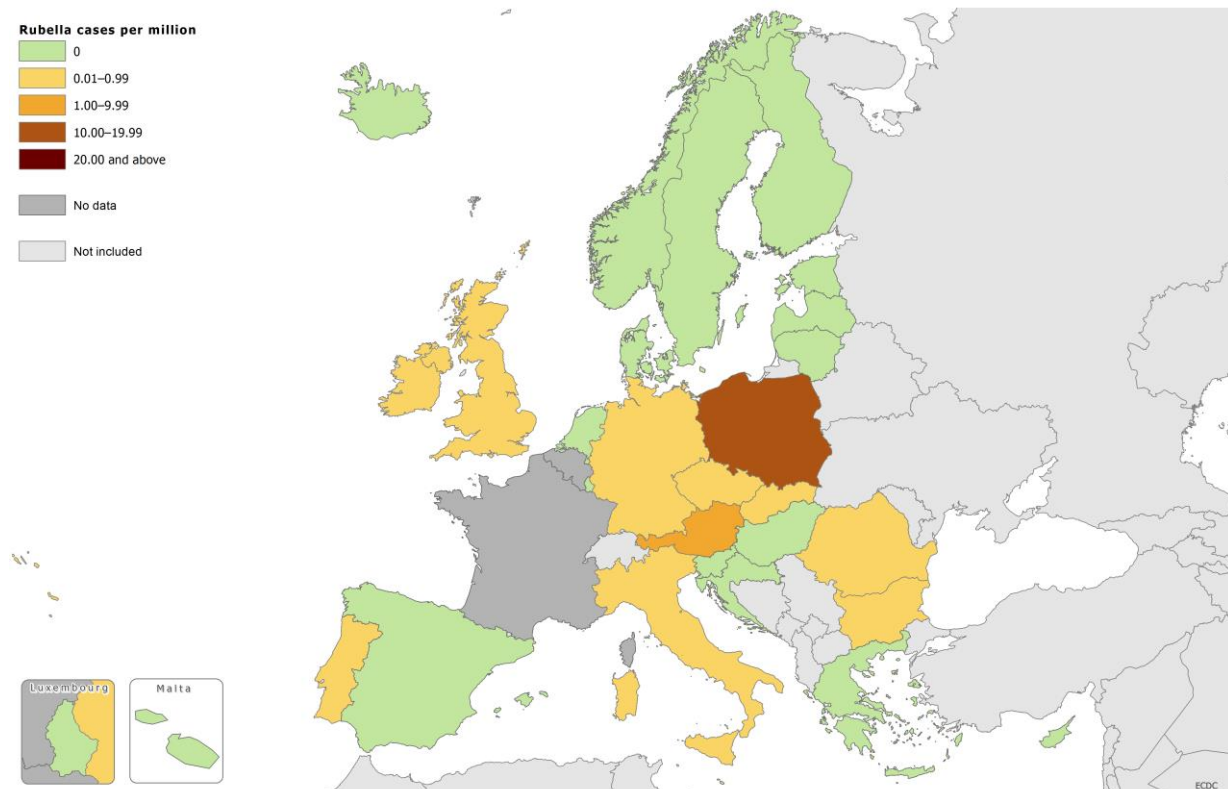 Rubella cases per million
0
0.01–0.99
1.00–9.99
10.00–19.99
20.00 and above
No data
Not included
Luxembourg
Malta
ECDC